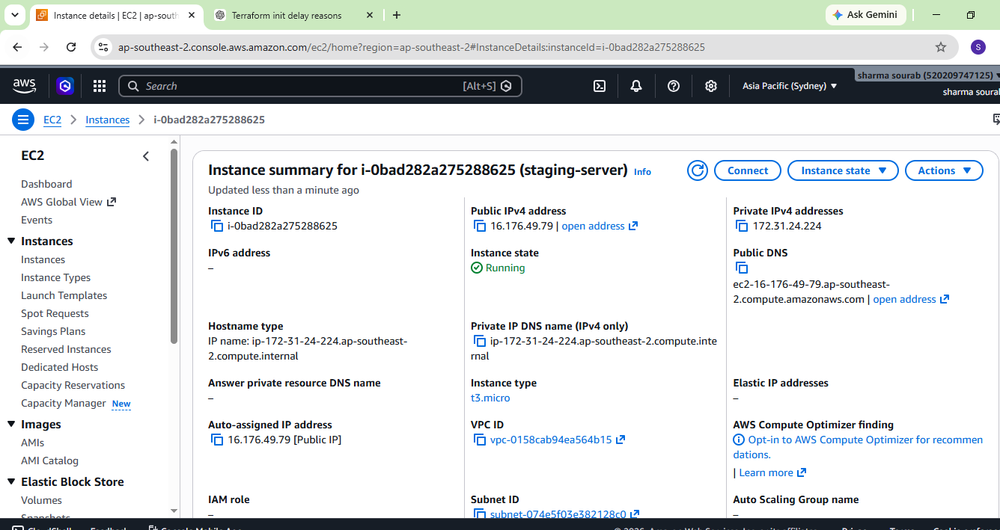 Instance details | EC2 | ap-south
Terraform init delay reasons
Ask Gemini
ap-southeast-2.console.aws.amazon.com/ec2/home?region=ap-southeast-2#InstanceDetails:instanceId=i-0bad282a275288625
S
aws
Search
[Alt+S]
Asia Pacific (Sydney)
sharma sourab (520209747125)
sharma soural
EC2
Instances
i-0bad282a275288625
EC2
Dashboard
AWS Global View
Events
Instances
Instances
Instance Types
Launch Templates
Spot Requests
Savings Plans
Reserved Instances
Dedicated Hosts
Capacity Reservations
Capacity Manager New
Images
AMIs
AMI Catalog
Elastic Block Store
Volumes
Snapshots
Instance summary for i-0bad282a275288625 (staging-server) Info
Updated less than a minute ago
Connect
Instance state
Actions
Instance ID
i-0bad282a275288625
Public IPv4 address
16.176.49.79 | open address
Private IPv4 addresses
172.31.24.224
IPv6 address
–
Instance state
Running
Public DNS
ec2-16-176-49-79.ap-southeast-
2.compute.amazonaws.com | open address
Hostname type
IP name: ip-172-31-24-224.ap-southeast-
2.compute.internal
Private IP DNS name (IPv4 only)
ip-172-31-24-224.ap-southeast-2.compute.inte
rnal
Answer private resource DNS name
–
Instance type
t3.micro
Elastic IP addresses
–
Auto-assigned IP address
16.176.49.79 [Public IP]
VPC ID
vpc-0158cab94ea564b15
AWS Compute Optimizer finding
Opt-in to AWS Compute Optimizer for recommen
dations.
| Learn more
IAM role
–
Subnet ID
subnet-074e5f03e382128c0
Auto Scaling Group name
–
CloudShell
Feedback
Console Mobile App